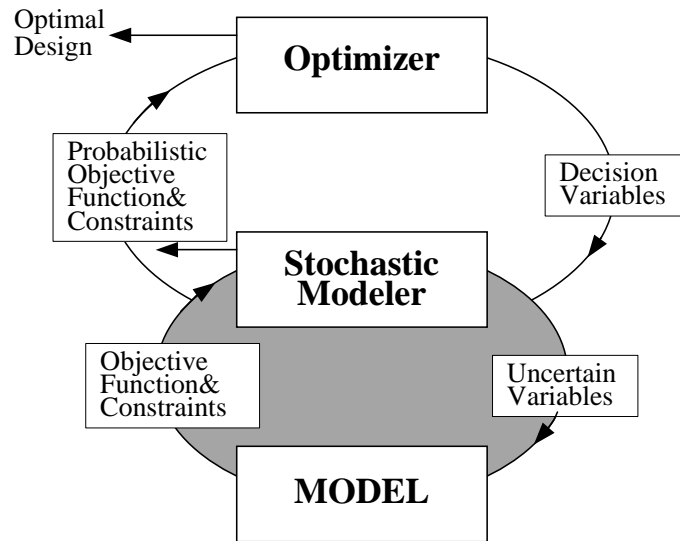 Optimal
Design
Optimizer
Probabilistic
Objective
Function&
Constraints
Decision
Variables
Stochastic
Modeler
Objective
Function&
Constraints
Uncertain
Variables
MODEL